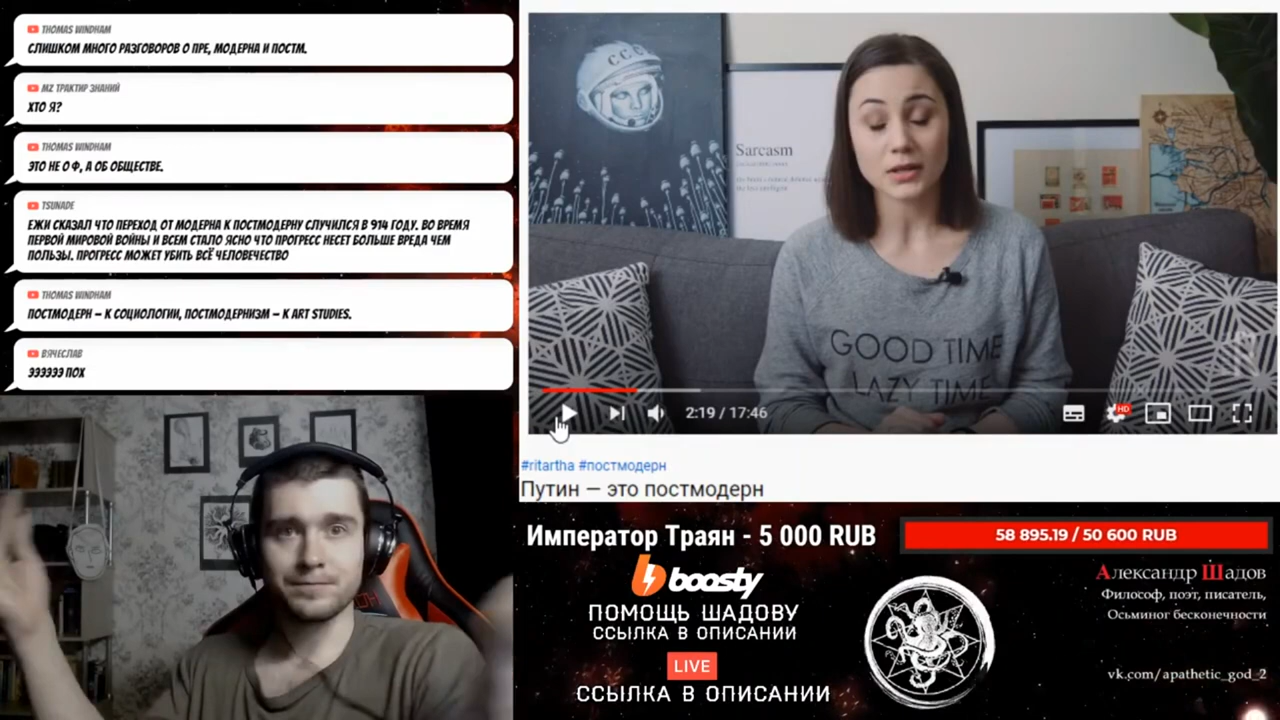 THOMAS WINDHAM
СЛИШКОМ МНОГО РАЗГОВОРОВ О ПРЕ, МОДЕРНА И ПОСТМ.
MZ ТРАКТИР ЗНАНИЙ
ХТО Я?
THOMAS WINDHAM
ЭТО НЕ О Ф, А ОБ ОБЩЕСТВЕ.
TSUNADE
ЕЖИ СКАЗАЛ ЧТО ПЕРЕХОД ОТ МОДЕРНА К ПОСТМОДЕРНУ СЛУЧИЛСЯ В 914 ГОДУ. ВО ВРЕМЯ
ПЕРВОЙ МИРОВОЙ ВОЙНЫ И ВСЕМ СТАЛО ЯСНО ЧТО ПРОГРЕСС НЕСЕТ БОЛЬШЕ ВРЕДА ЧЕМ
ПОЛЬЗЫ. ПРОГРЕСС МОЖЕТ УБИТЬ ВСЁ ЧЕЛОВЕЧЕСТВО
THOMAS WINDHAM
ПОСТМОДЕРН – К СОЦИОЛОГИИ, ПОСТМОДЕРНИЗМ – К ART STUDIES.
ВЯЧЕСЛАВ
ЭЭЭЭЭЭ ПОХ
СССР
Sarcasm
GOOD TIME
LAZY TIME
2:19 / 17:46
HD
#ritartha #постмодерн
Путин — это постмодерн
Император Траян - 5 000 RUB
58 895.19 / 50 600 RUB
boosty
ПОМОЩЬ ШАДОВУ
ССЫЛКА В ОПИСАНИИ
LIVE
ССЫЛКА В ОПИСАНИИ
Александр Шадов
Философ, поэт, писатель,
Осьминог бесконечности
vk.com/apathetic_god_2